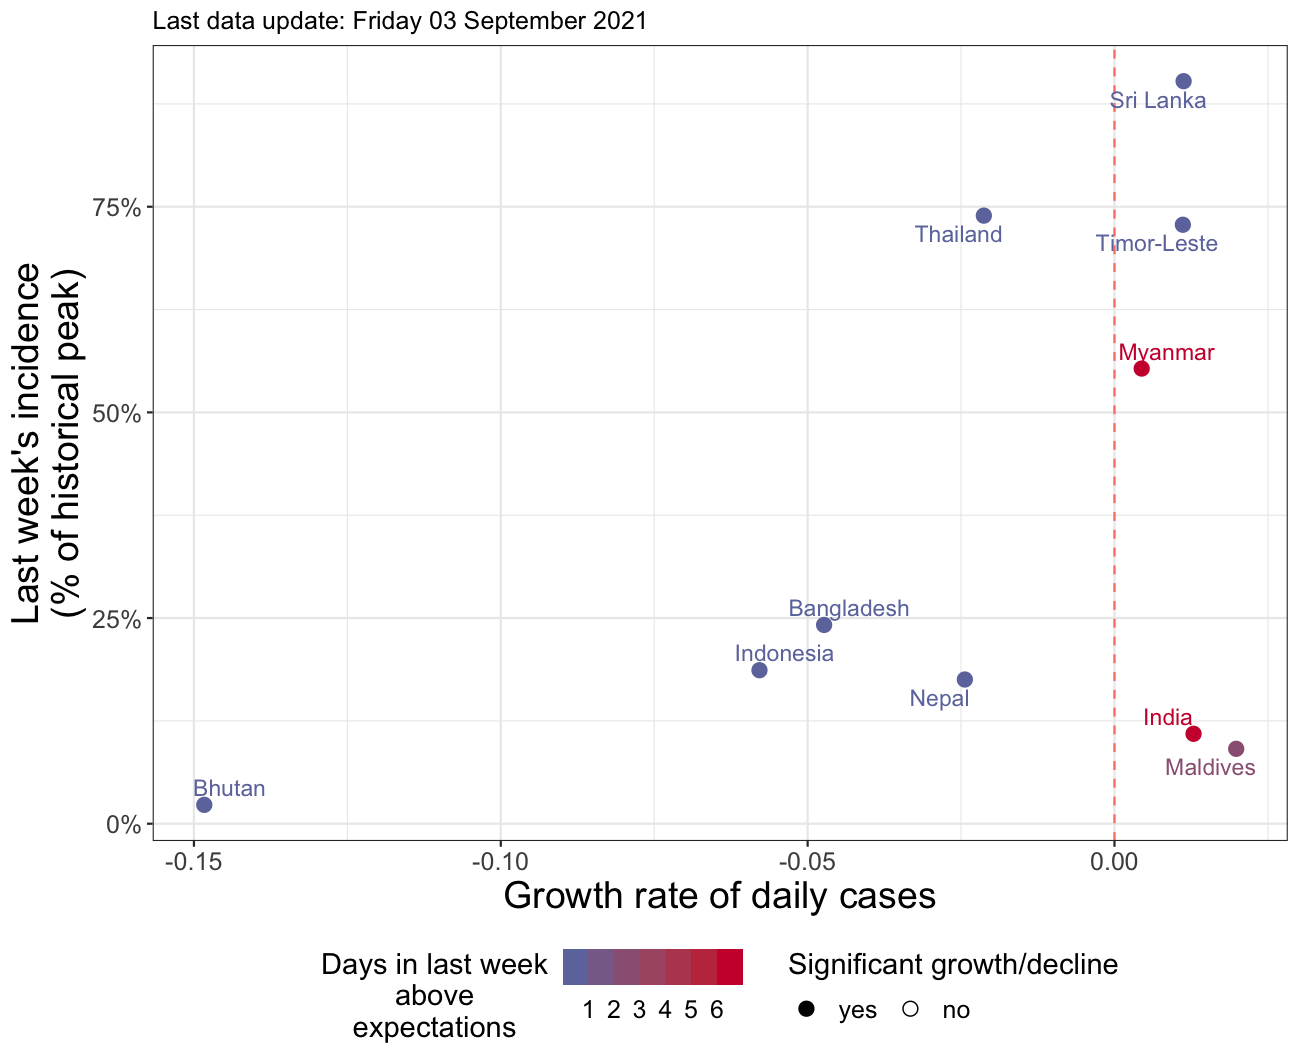 Last data update: Friday 03 September 2021
Sri Lanka
75%
Thailand
Timor-Leste
Myanmar
50%
Last week's incidence
(% of historical peak)
Bangladesh
25%
Indonesia
Nepal
India
Maldives
Bhutan
0%
-0.15 -0.10 -0.05 0.00
Growth rate of daily cases
Days in last week
above
expectations
1 2 3 4 5 6
Significant growth/decline
yes no